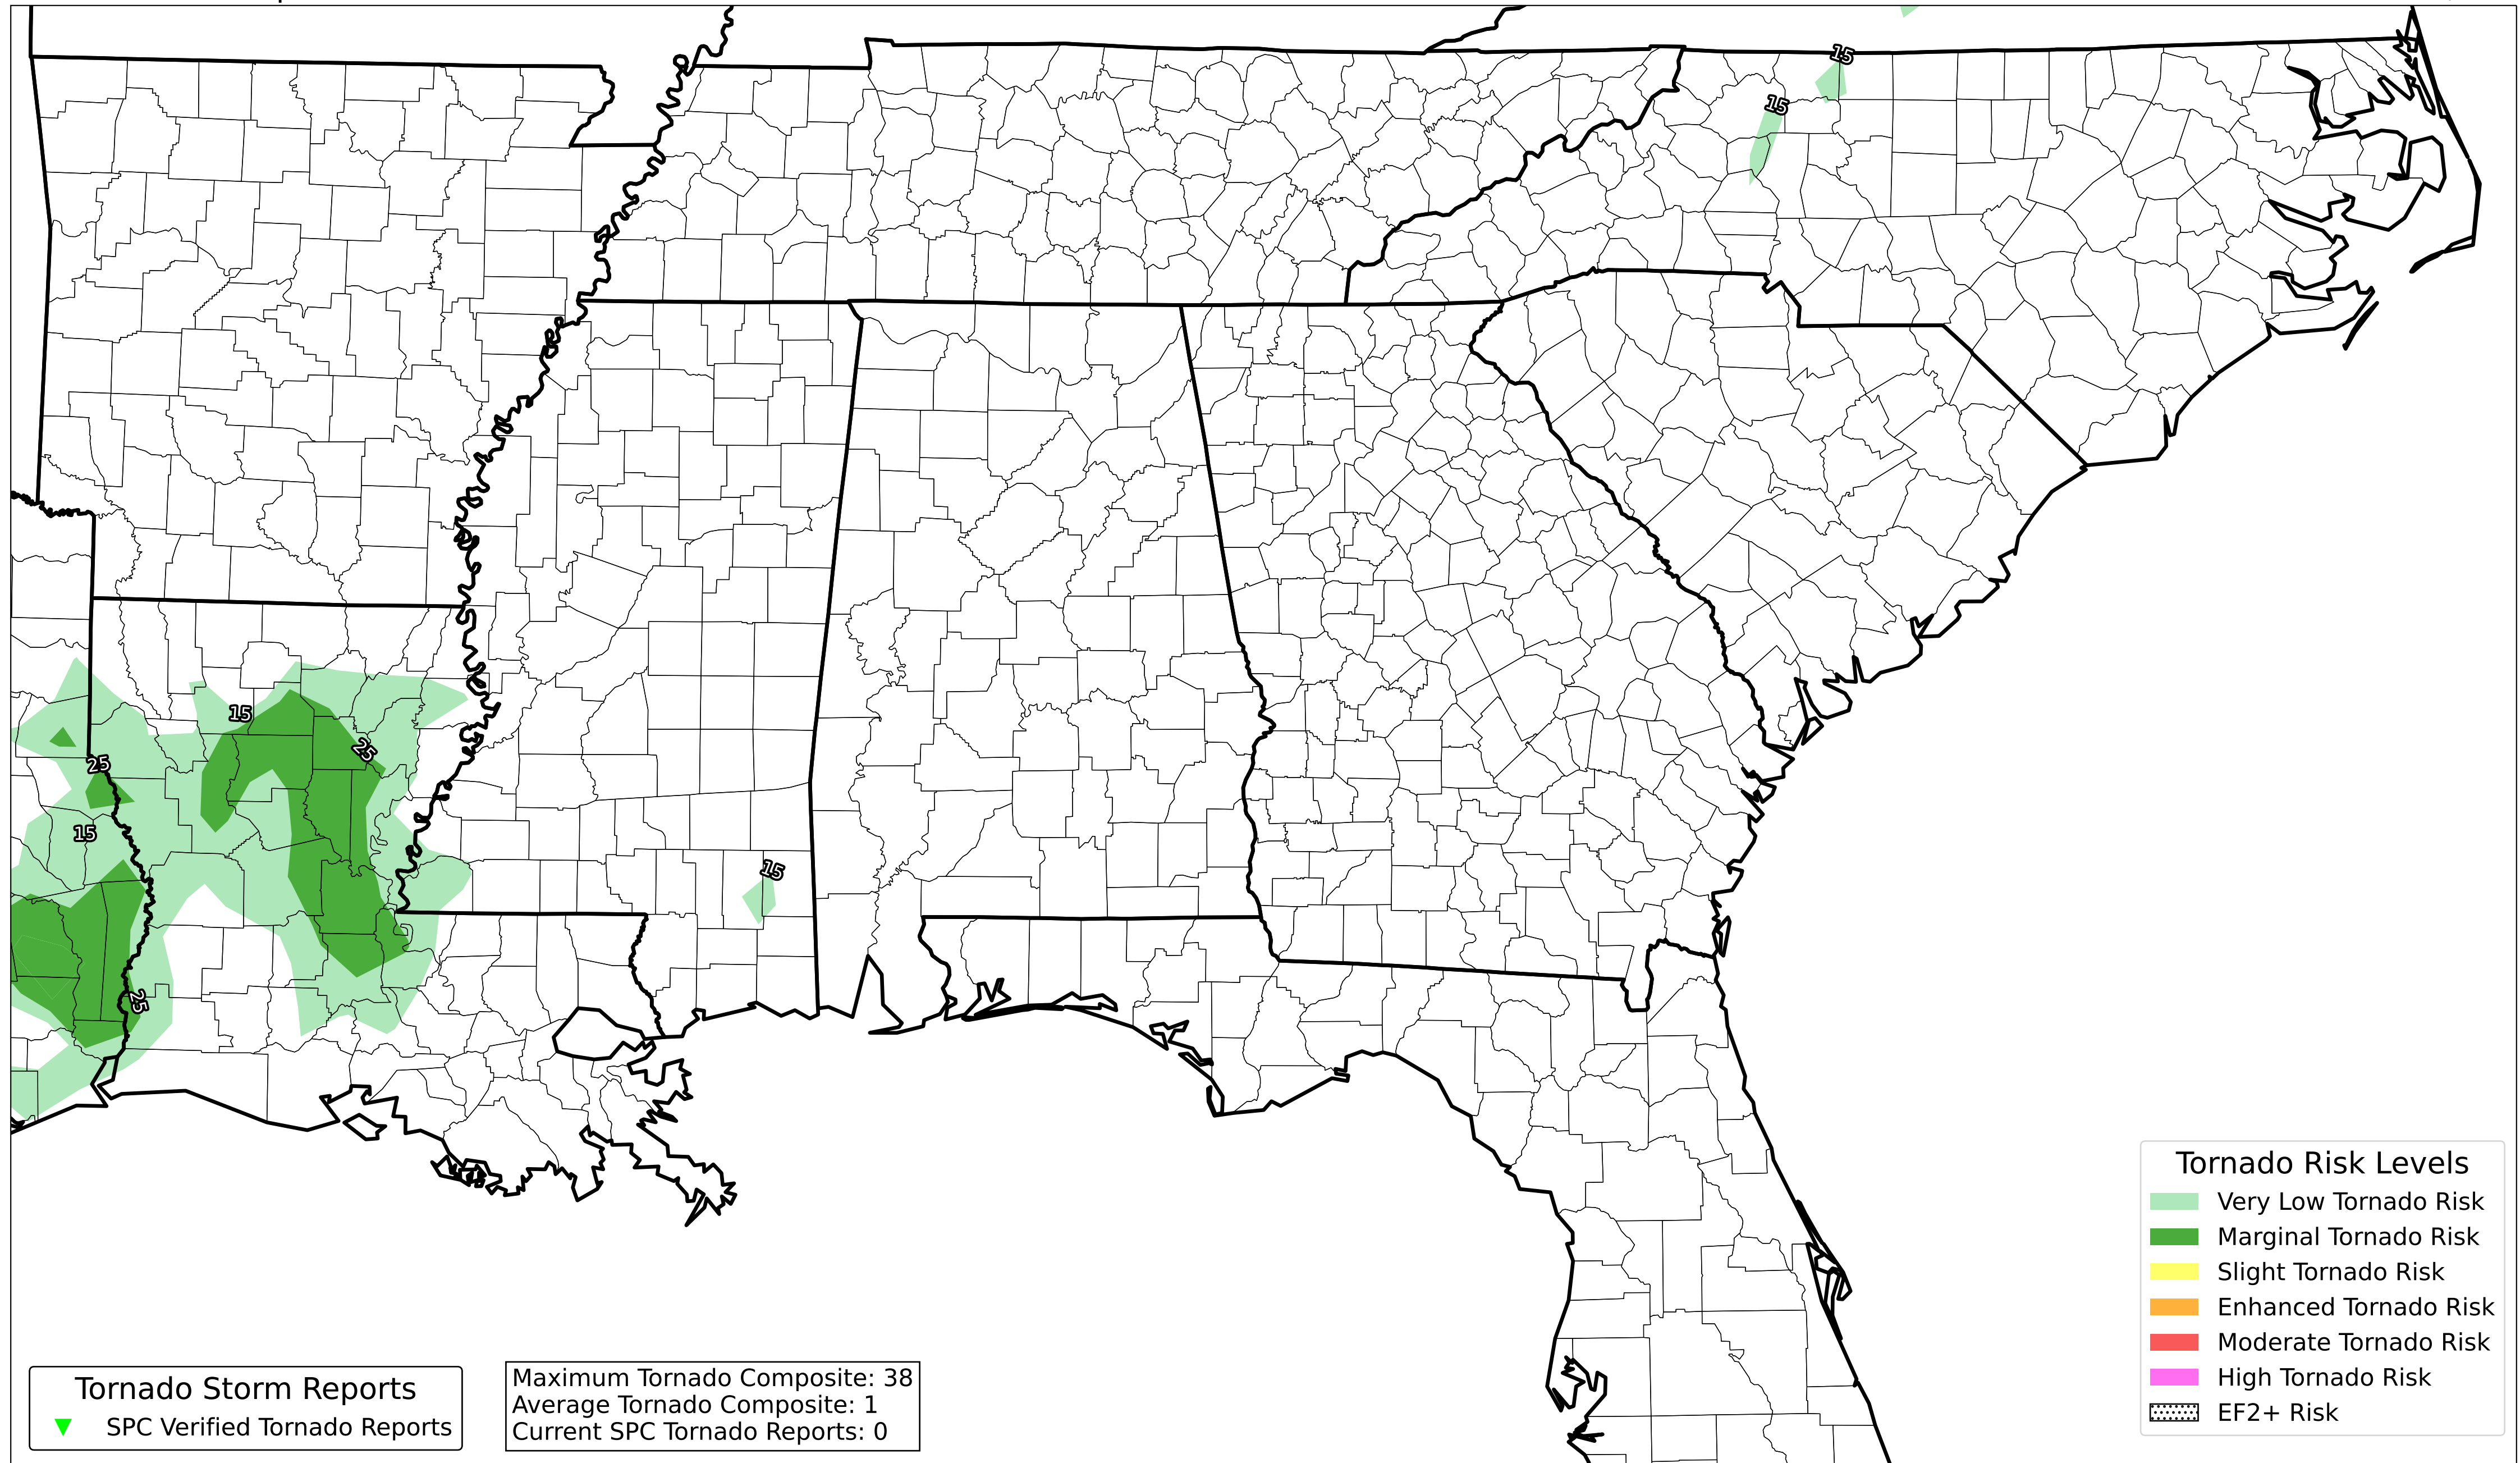 15
15
15
25
25
15
15
25
Tornado Risk Levels
Very Low Tornado Risk
Marginal Tornado Risk
Slight Tornado Risk
Enhanced Tornado Risk
Moderate Tornado Risk
High Tornado Risk
EF2+ Risk
Tornado Storm Reports
SPC Verified Tornado Reports
Maximum Tornado Composite: 38
Average Tornado Composite: 1
Current SPC Tornado Reports: 0